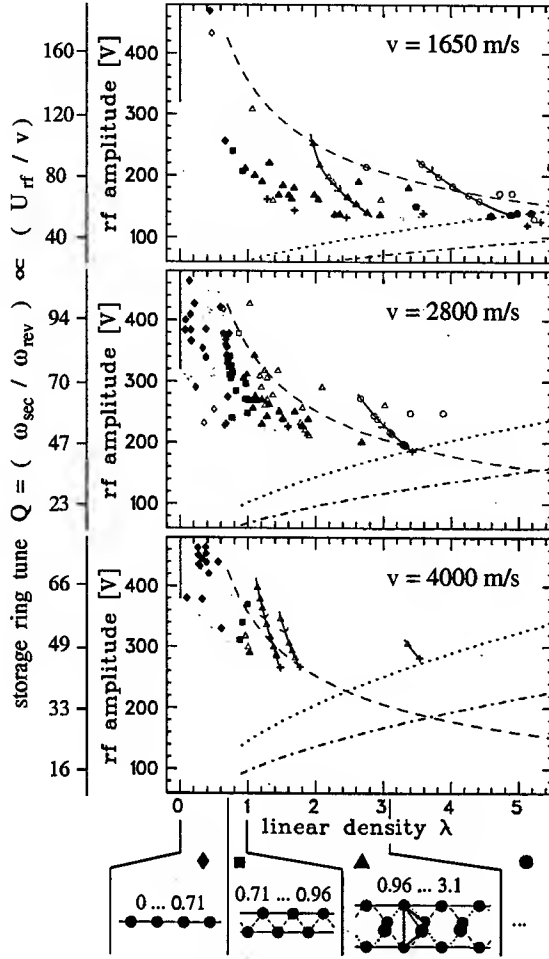 storage ring tune Q = ( ω_sec / ω_rev ) ∝ ( U_rf / v )
160
120
80
40
rf amplitude [V]
400
300
200
100
v = 1650 m/s
94
70
47
23
rf amplitude [V]
400
300
200
100
v = 2800 m/s
66
49
33
16
rf amplitude [V]
400
300
200
100
v = 4000 m/s
0 1 2 3 4 5
linear density λ
0 ... 0.71
0.71 ... 0.96
0.96 ... 3.1
...